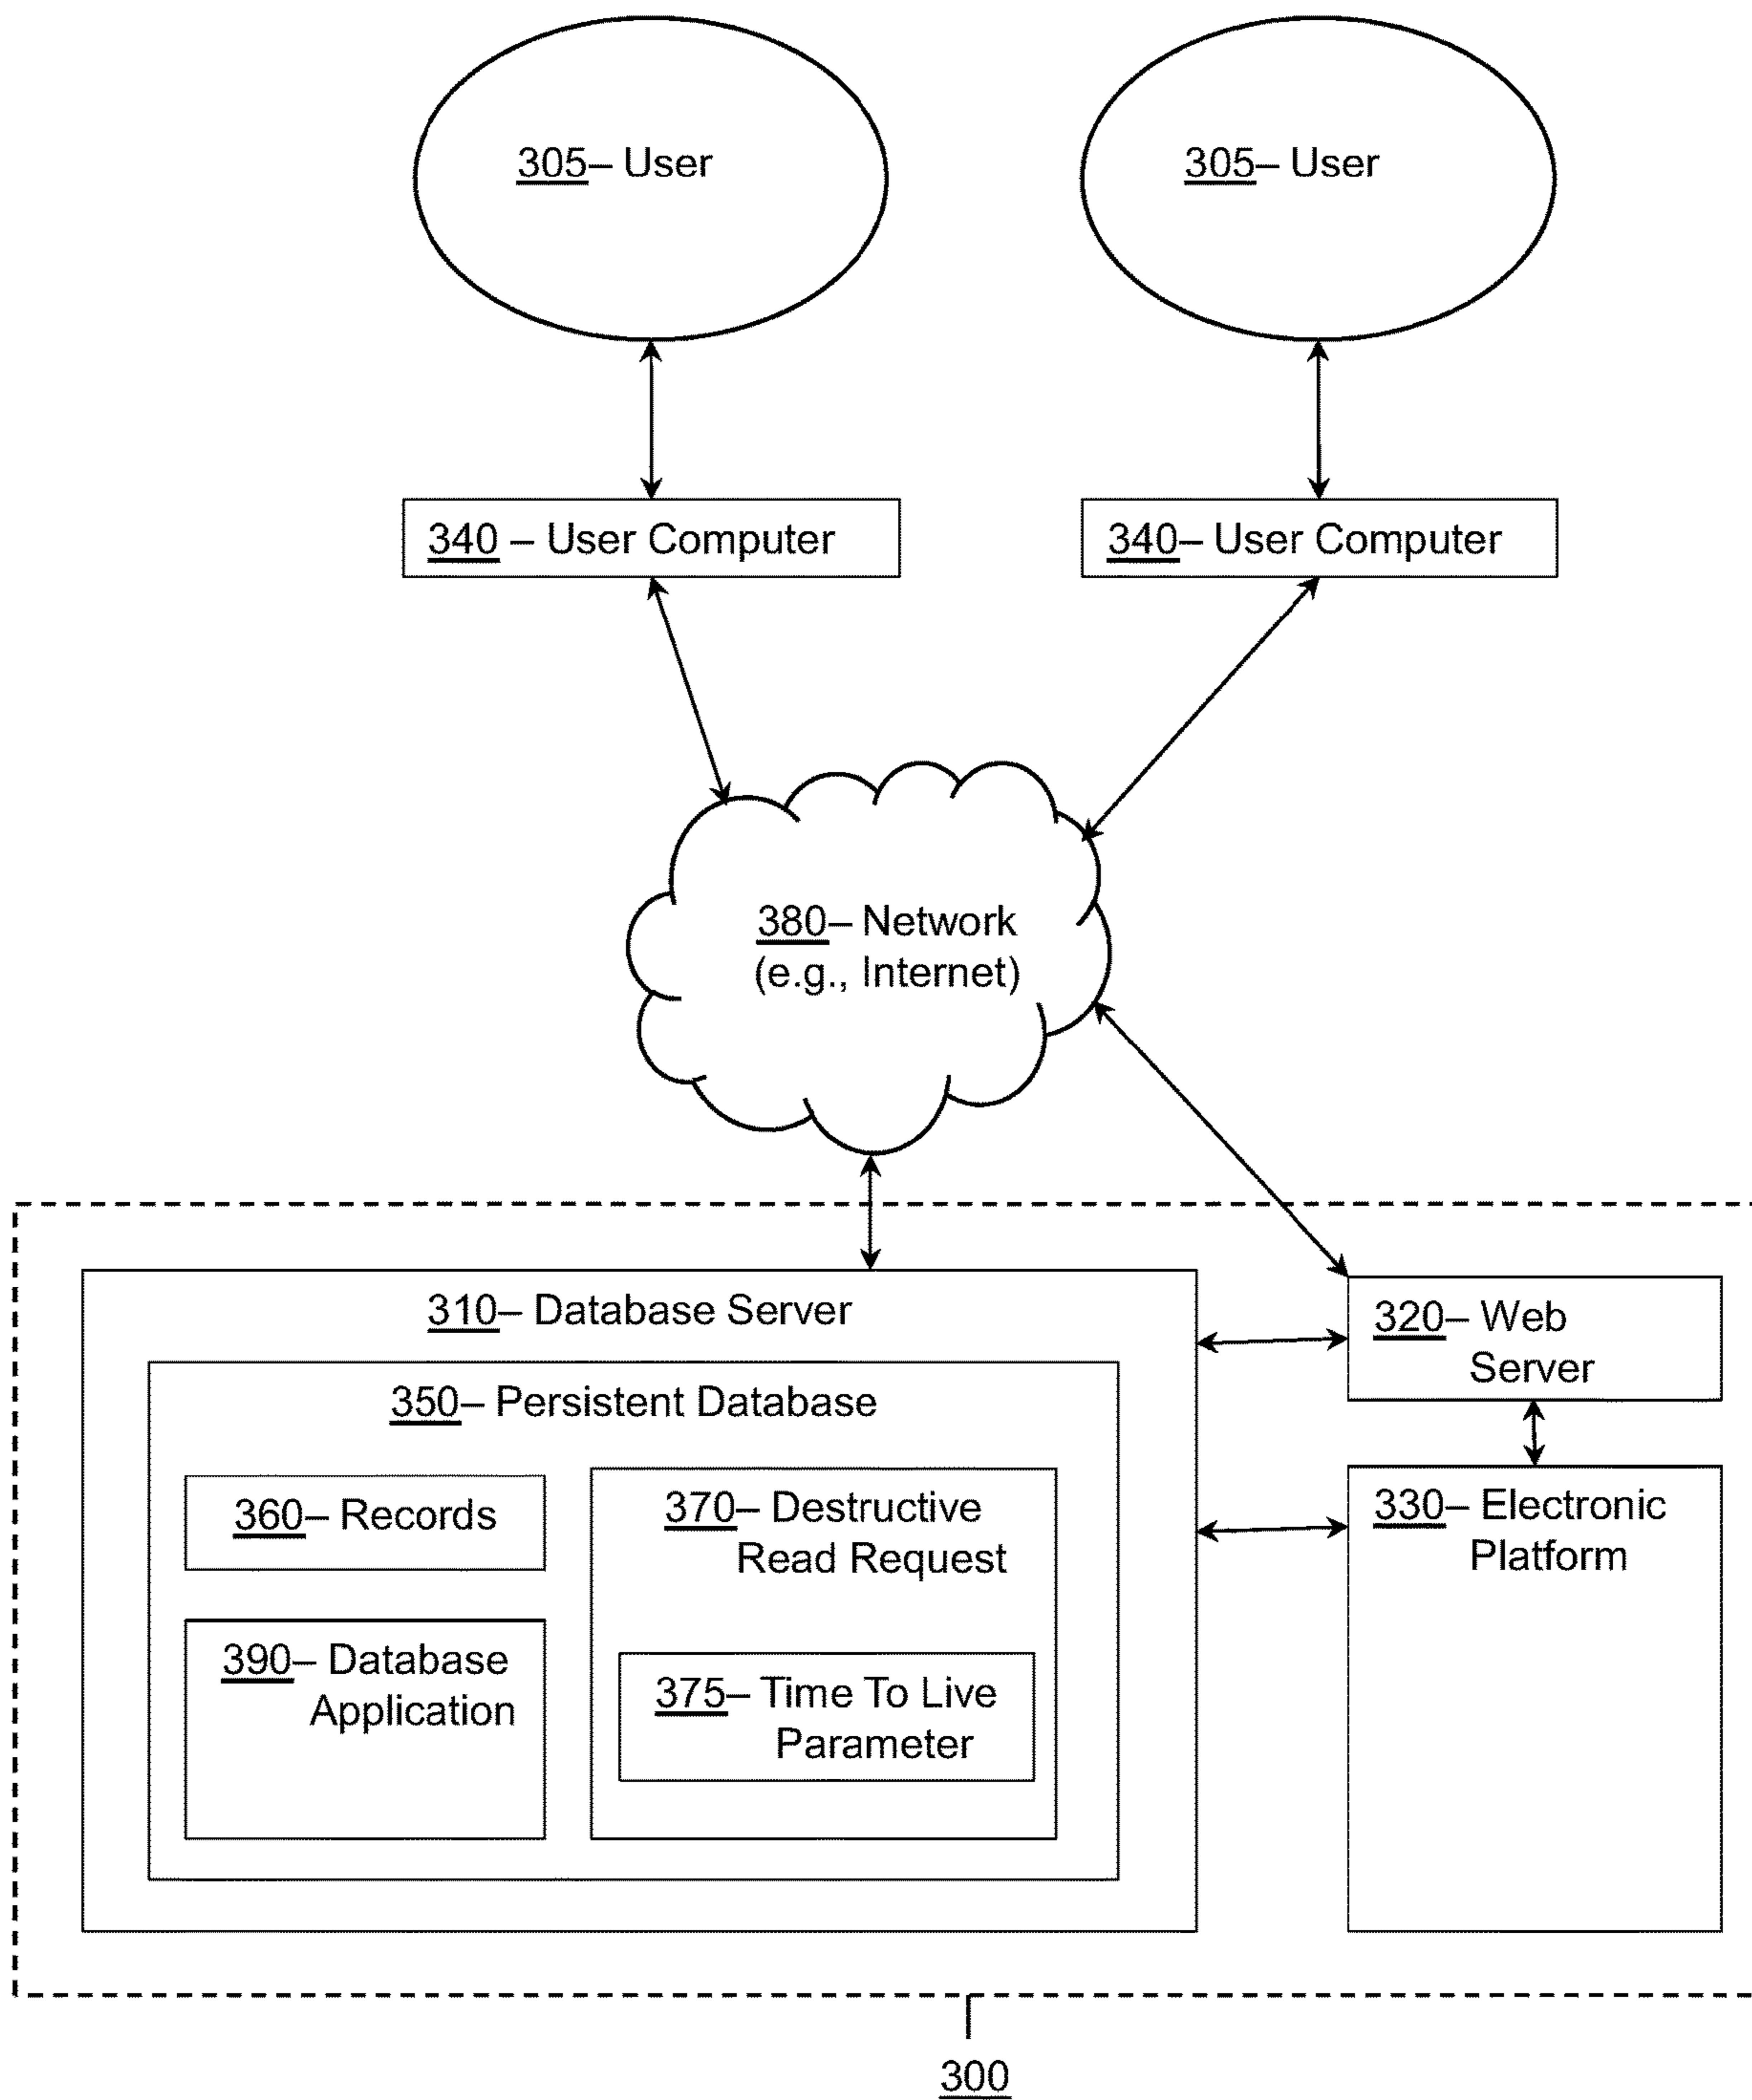 305– User
305– User
340 – User Computer
340– User Computer
380– Network
(e.g., Internet)
310– Database Server
320– Web
Server
350– Persistent Database
360– Records
370– Destructive
Read Request
330– Electronic
Platform
390– Database
Application
375– Time To Live
Parameter
300